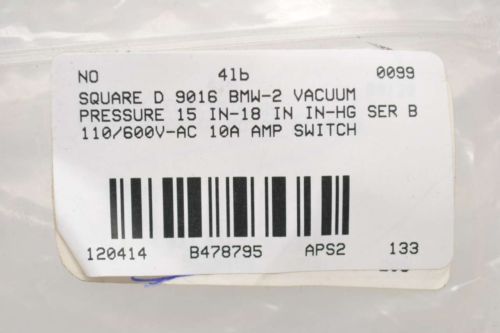 NO 4lb 0099
SQUARE D 9016 BMW-2 VACUUM
PRESSURE 15 IN-18 IN IN-HG SER B
110/600V-AC 10A AMP SWITCH
120414 B478795 APS2 133